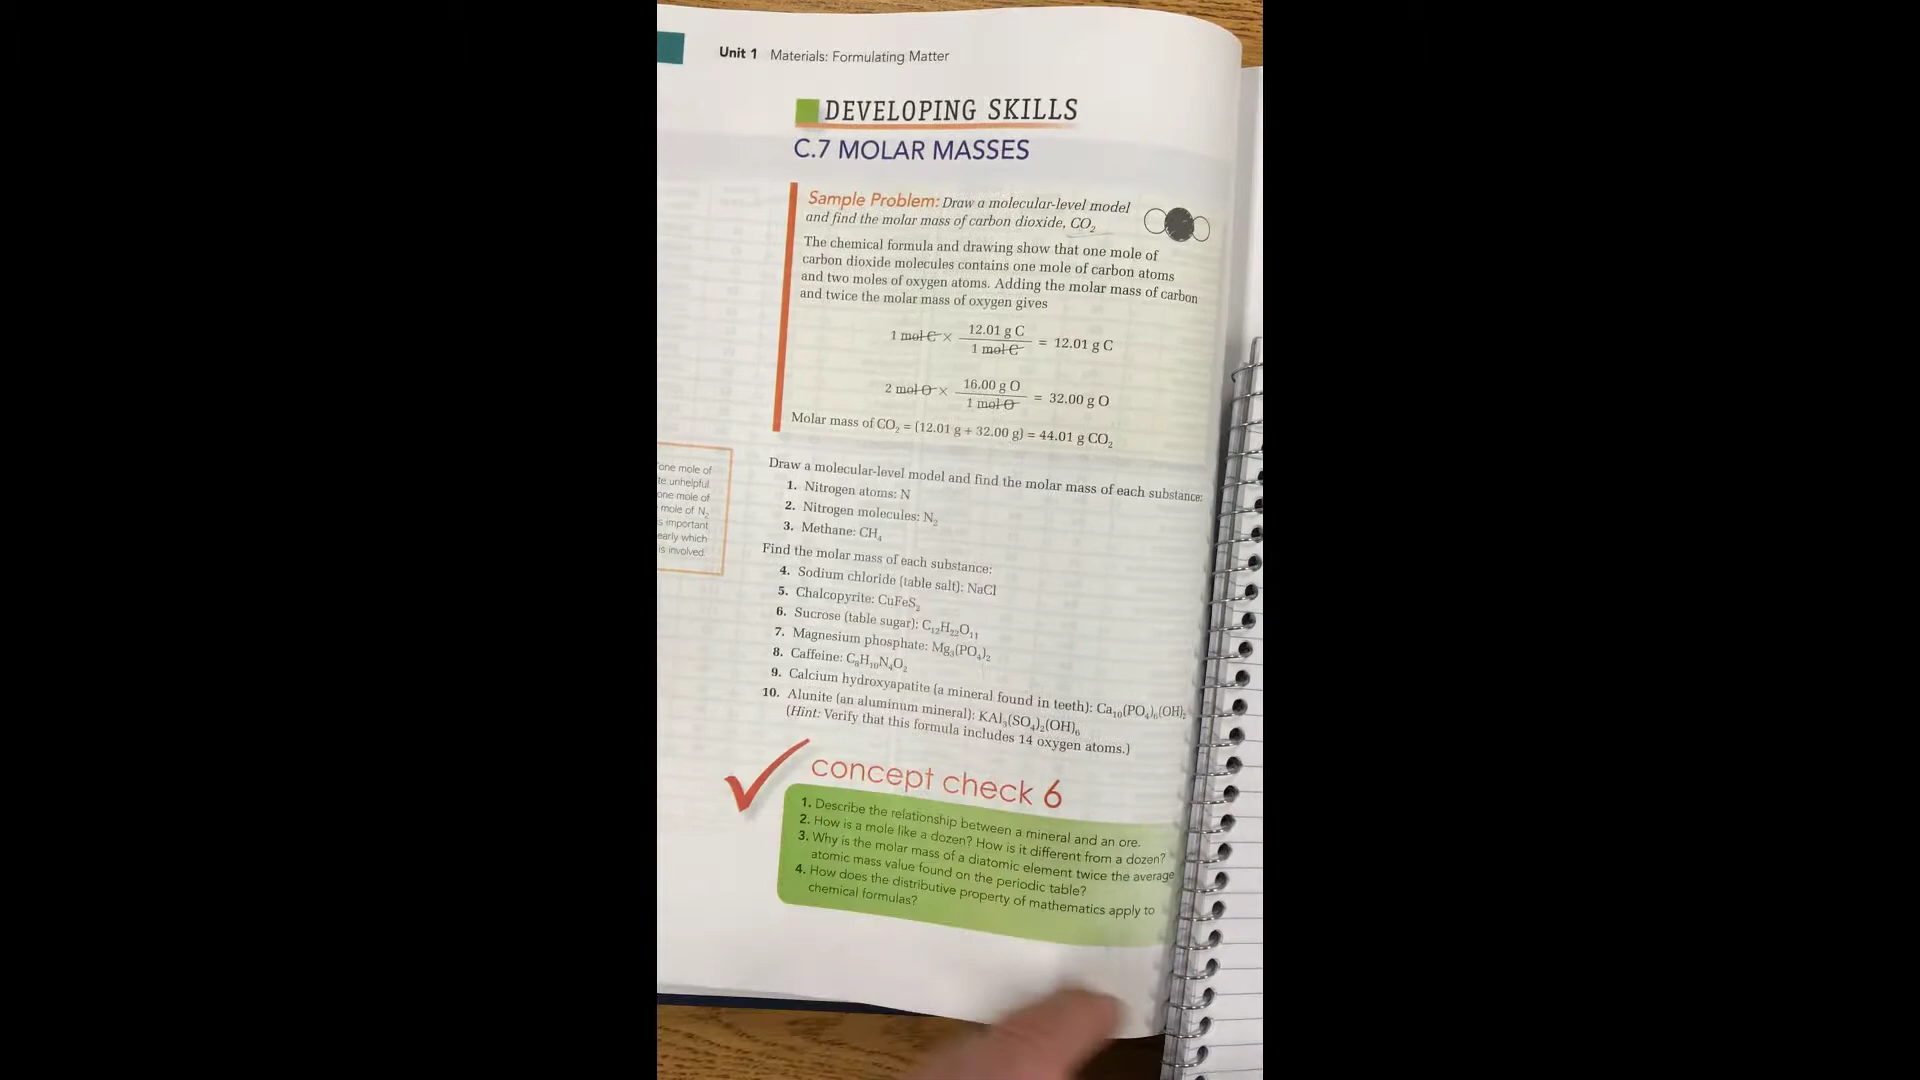 Unit 1 Materials: Formulating Matter
DEVELOPING SKILLS
C.7 MOLAR MASSES
Sample Problem: Draw a molecular-level model
and find the molar mass of carbon dioxide, CO₂
The chemical formula and drawing show that one mole of
carbon dioxide molecules contains one mole of carbon atoms
and two moles of oxygen atoms. Adding the molar mass of carbon
and twice the molar mass of oxygen gives
1 mol C × 12.01 g C / 1 mol C = 12.01 g C
2 mol O × 16.00 g O / 1 mol O = 32.00 g O
Molar mass of CO₂ = (12.01 g + 32.00 g) = 44.01 g CO₂
one mole of
te unhelpful
one mole of
mole of N₂
s important
early which
is involved.
Draw a molecular-level model and find the molar mass of each substance:
1. Nitrogen atoms: N
2. Nitrogen molecules: N₂
3. Methane: CH₄
Find the molar mass of each substance:
4. Sodium chloride (table salt): NaCl
5. Chalcopyrite: CuFeS₂
6. Sucrose (table sugar): C₁₂H₂₂O₁₁
7. Magnesium phosphate: Mg₃(PO₄)₂
8. Caffeine: C₈H₁₀N₄O₂
9. Calcium hydroxyapatite (a mineral found in teeth): Ca₁₀(PO₄)₆(OH)₂
10. Alunite (an aluminum mineral): KAl₃(SO₄)₂(OH)₆
(Hint: Verify that this formula includes 14 oxygen atoms.)
concept check 6
1. Describe the relationship between a mineral and an ore.
2. How is a mole like a dozen? How is it different from a dozen?
3. Why is the molar mass of a diatomic element twice the average
atomic mass value found on the periodic table?
4. How does the distributive property of mathematics apply to
chemical formulas?